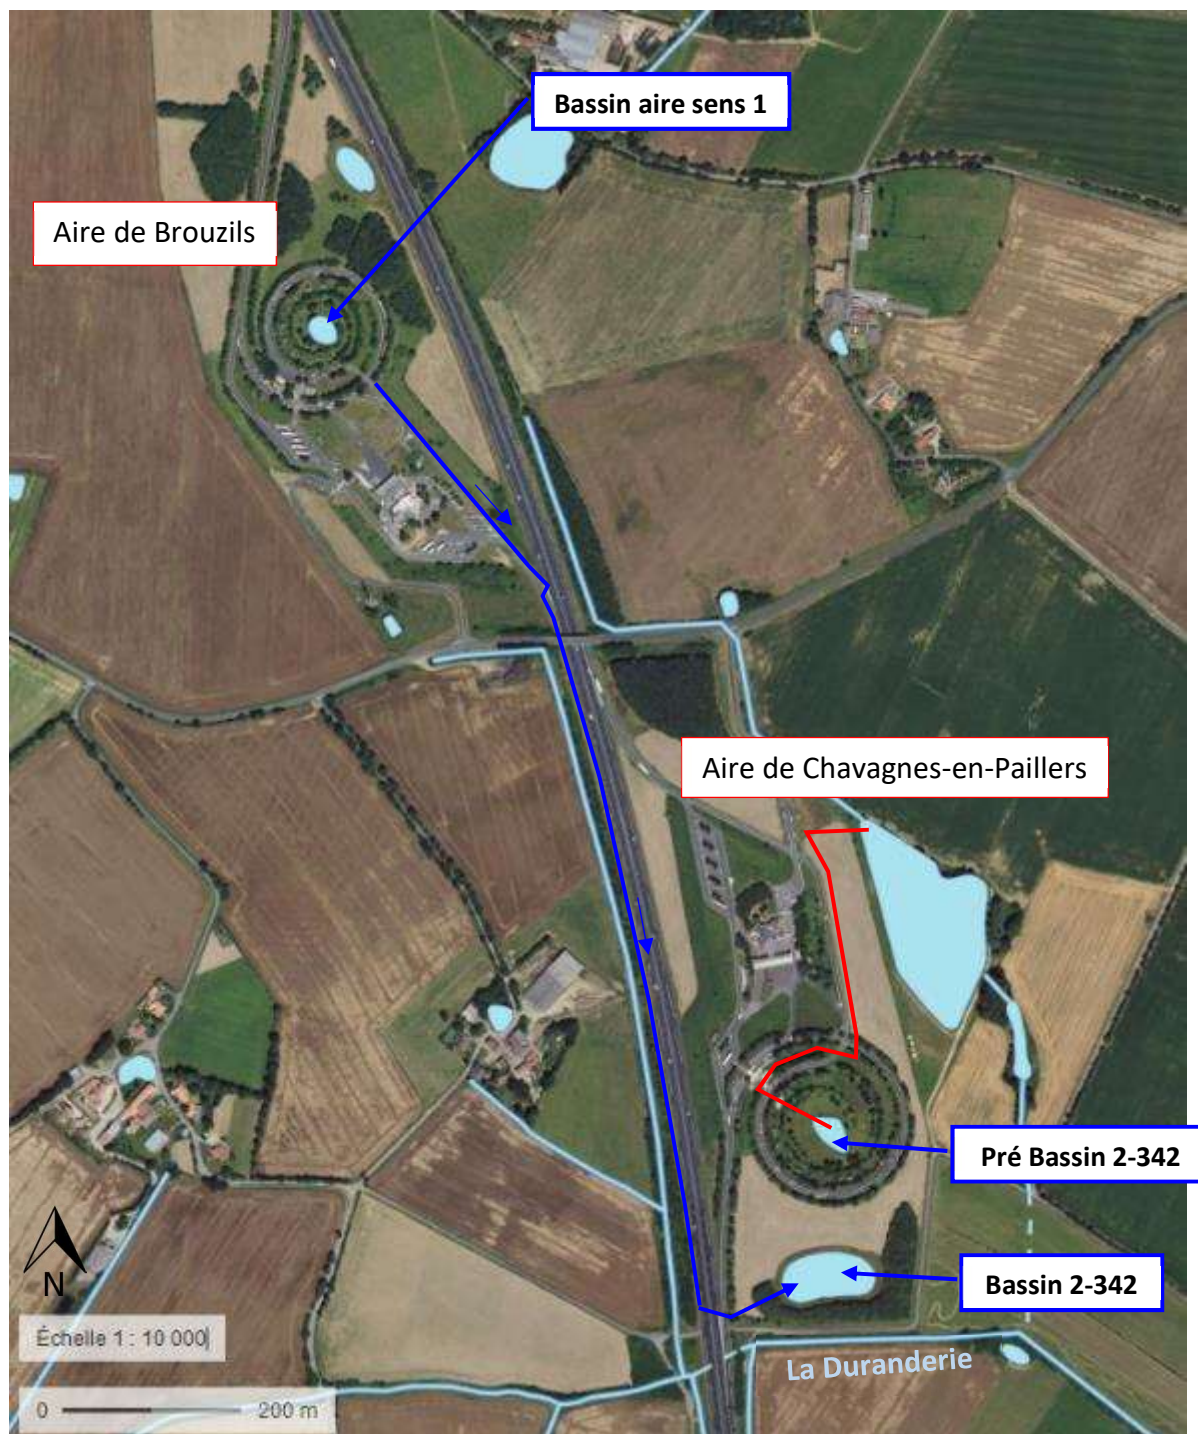 Bassin aire sens 1
Aire de Brouzils
Aire de Chavagnes-en-Paillers
Pré Bassin 2-342
Bassin 2-342
N
Échelle 1 : 10 000
La Duranderie
0 200 m